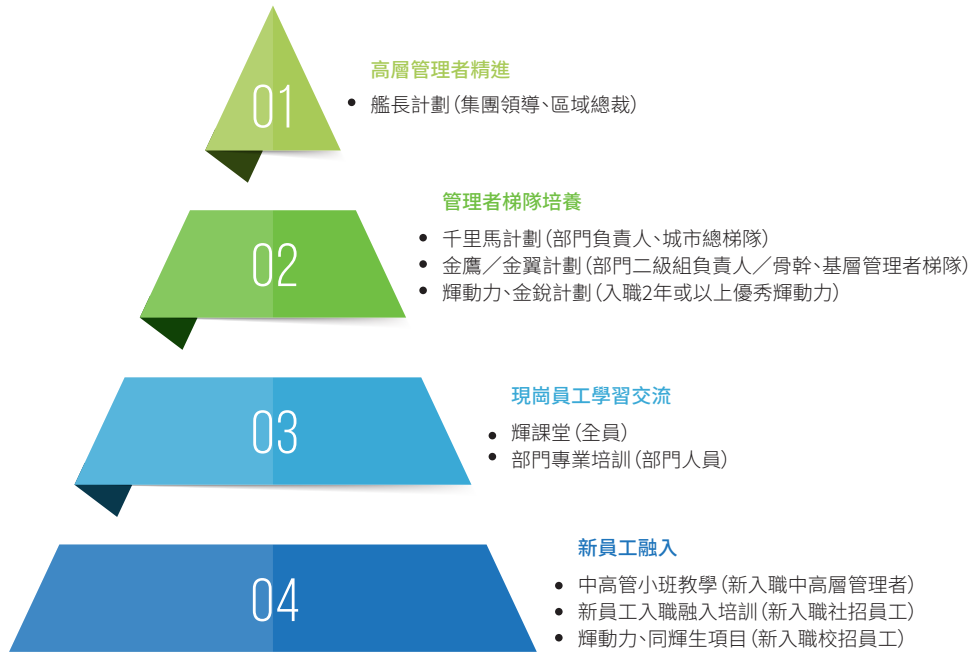 01
高層管理者精進
• 艦長計劃（集團領導、區域總裁）
02
管理者梯隊培養
• 千里馬計劃（部門負責人、城市總梯隊）
• 金鷹／金翼計劃（部門二級組負責人／骨幹、基層管理者梯隊）
• 輝動力、金銳計劃（入職2年或以上優秀輝動力）
03
現崗員工學習交流
• 輝課堂（全員）
• 部門專業培訓（部門人員）
04
新員工融入
• 中高管小班教學（新入職中高層管理者）
• 新員工入職融入培訓（新入職社招員工）
• 輝動力、同輝生項目（新入職校招員工）